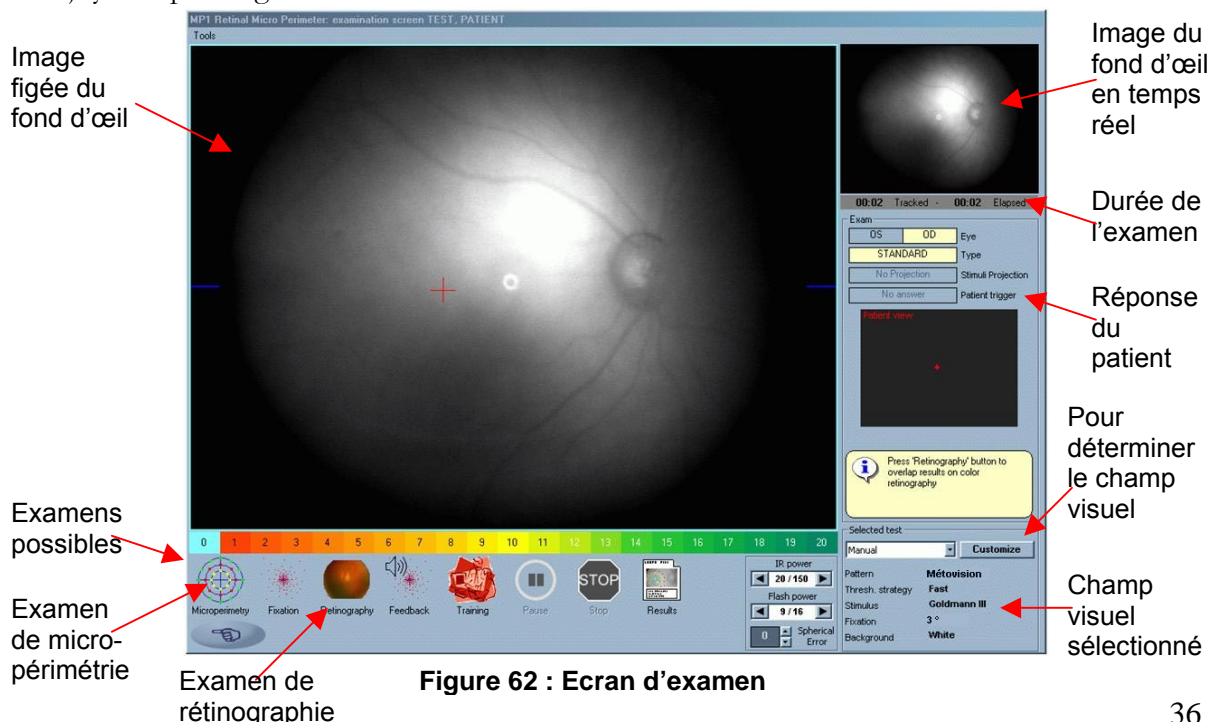 MP1 Retinal Micro Perimeter: examination screen TEST, PATIENT
Tools
Image
figée du
fond d’œil
Image du
fond d’œil
en temps
réel
00:02 Tracked - 00:02 Elapsed
Durée de
l’examen
Exam
OS OD Eye
STANDARD Type
No Projection Stimuli Projection
No answer Patient trigger
Réponse
du
patient
Patient view
Pour
déterminer
le champ
visuel
Press 'Retinography' button to
overlap results on color
retinography
Examens
possibles
0 1 2 3 4 5 6 7 8 9 10 11 12 13 14 15 16 17 18 19 20
Selected test
Manual Customize
Pattern Métovision
Thresh. strategy Fast
Stimulus Goldmann III
Fixation 3 °
Background White
Champ
visuel
sélectionné
IR power
20 / 150
Flash power
9 / 16
0 Spherical
Error
STOP
Microperimetry Fixation Retinography Feedback Training Pause Stop Results
Examen
de micro-
périmétrie
Examen de
rétinographie
Figure 62 : Ecran d’examen
36